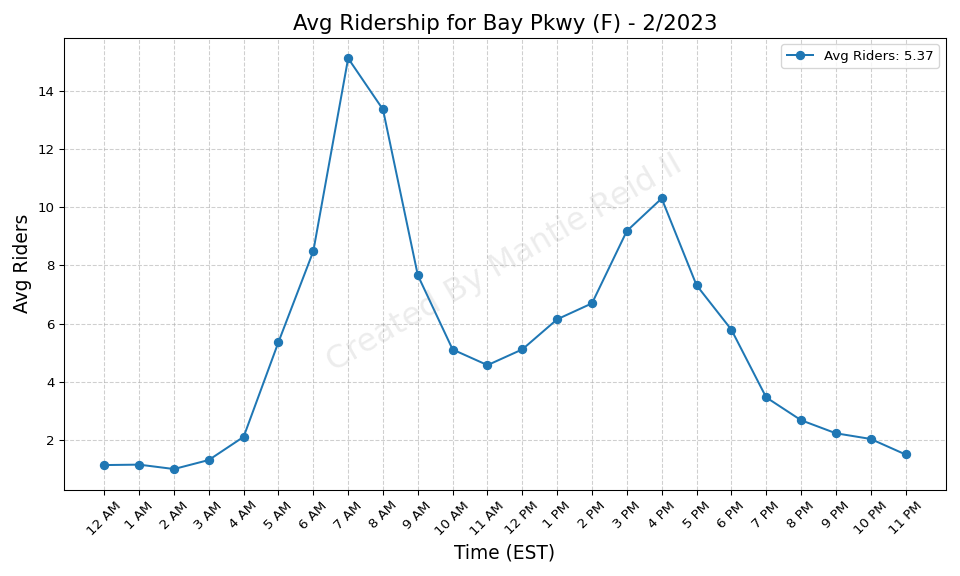 Avg Ridership for Bay Pkwy (F) - 2/2023
Avg Riders: 5.37
Avg Riders
14
12
10
8
6
4
2
Created By Mantie Reid II
12 AM
1 AM
2 AM
3 AM
4 AM
5 AM
6 AM
7 AM
8 AM
9 AM
10 AM
11 AM
12 PM
1 PM
2 PM
3 PM
4 PM
5 PM
6 PM
7 PM
8 PM
9 PM
10 PM
11 PM
Time (EST)